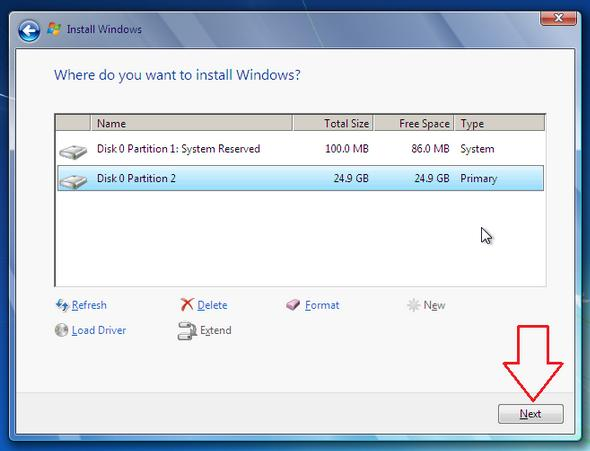 Install Windows
Where do you want to install Windows?
Name Total Size Free Space Type
Disk 0 Partition 1: System Reserved 100.0 MB 86.0 MB System
Disk 0 Partition 2 24.9 GB 24.9 GB Primary
Refresh Delete Format New
Load Driver Extend
Next